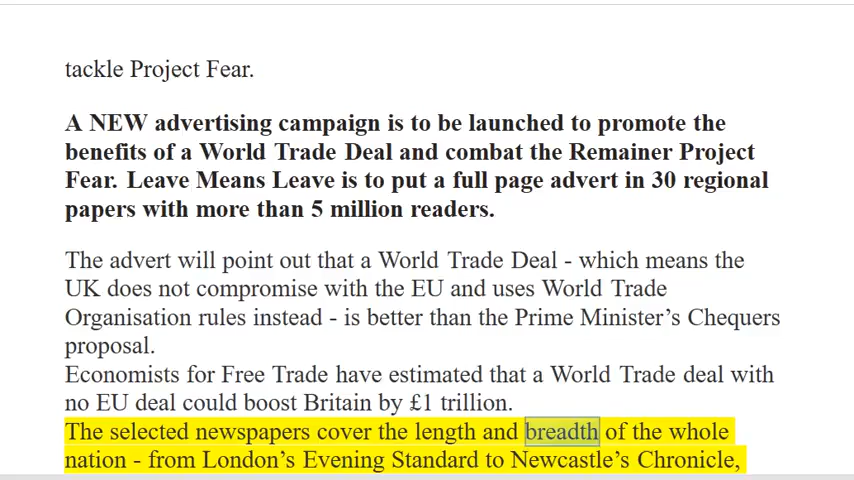 tackle Project Fear.
A NEW advertising campaign is to be launched to promote the
benefits of a World Trade Deal and combat the Remainer Project
Fear. Leave Means Leave is to put a full page advert in 30 regional
papers with more than 5 million readers.
The advert will point out that a World Trade Deal - which means the
UK does not compromise with the EU and uses World Trade
Organisation rules instead - is better than the Prime Minister’s Chequers
proposal.
Economists for Free Trade have estimated that a World Trade deal with
no EU deal could boost Britain by £1 trillion.
The selected newspapers cover the length and breadth of the whole
nation - from London’s Evening Standard to Newcastle’s Chronicle,